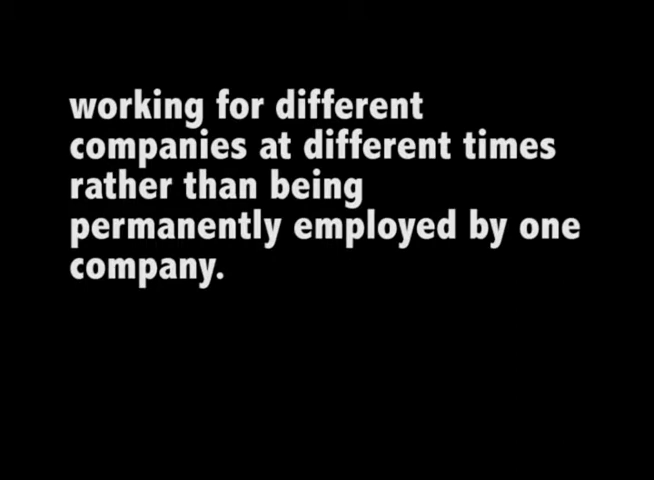 working for different
companies at different times
rather than being
permanently employed by one
company.